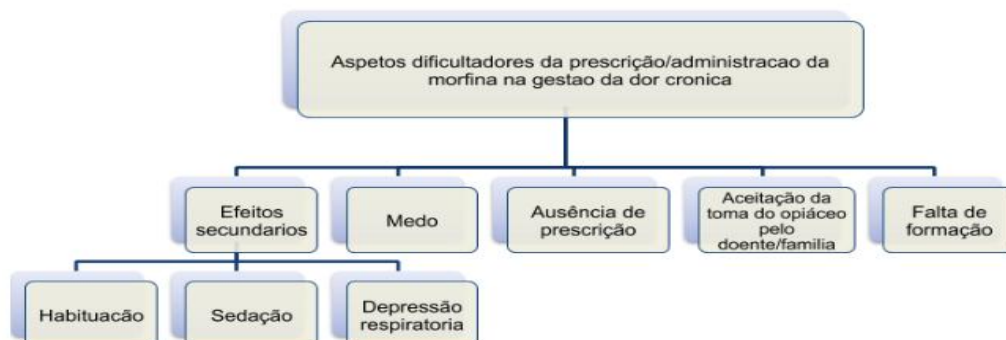 Aspetos dificultadores da prescrição/administracao da
morfina na gestao da dor cronica
Efeitos
secundarios
Medo
Ausência de
prescrição
Aceitação da
toma do opiáceo
pelo
doente/familia
Falta de
formação
Habituacão
Sedação
Depressão
respiratoria